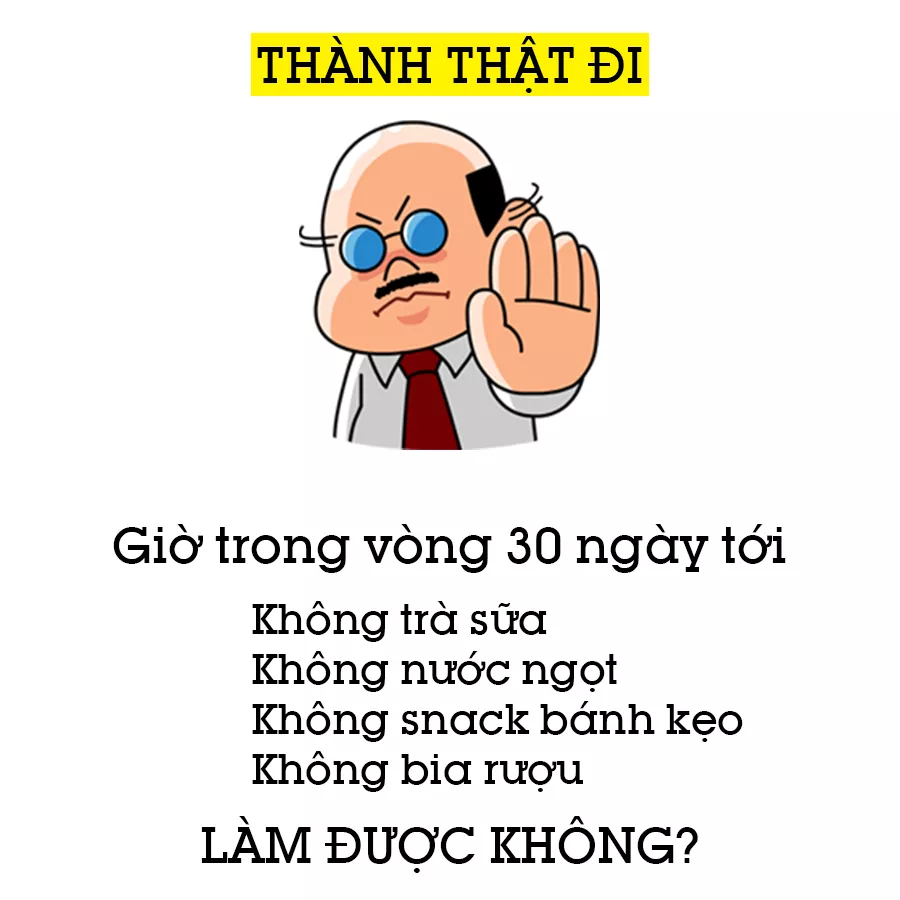 THÀNH THẬT ĐI
Giờ trong vòng 30 ngày tới
Không trà sữa
Không nước ngọt
Không snack bánh kẹo
Không bia rượu
LÀM ĐƯỢC KHÔNG?